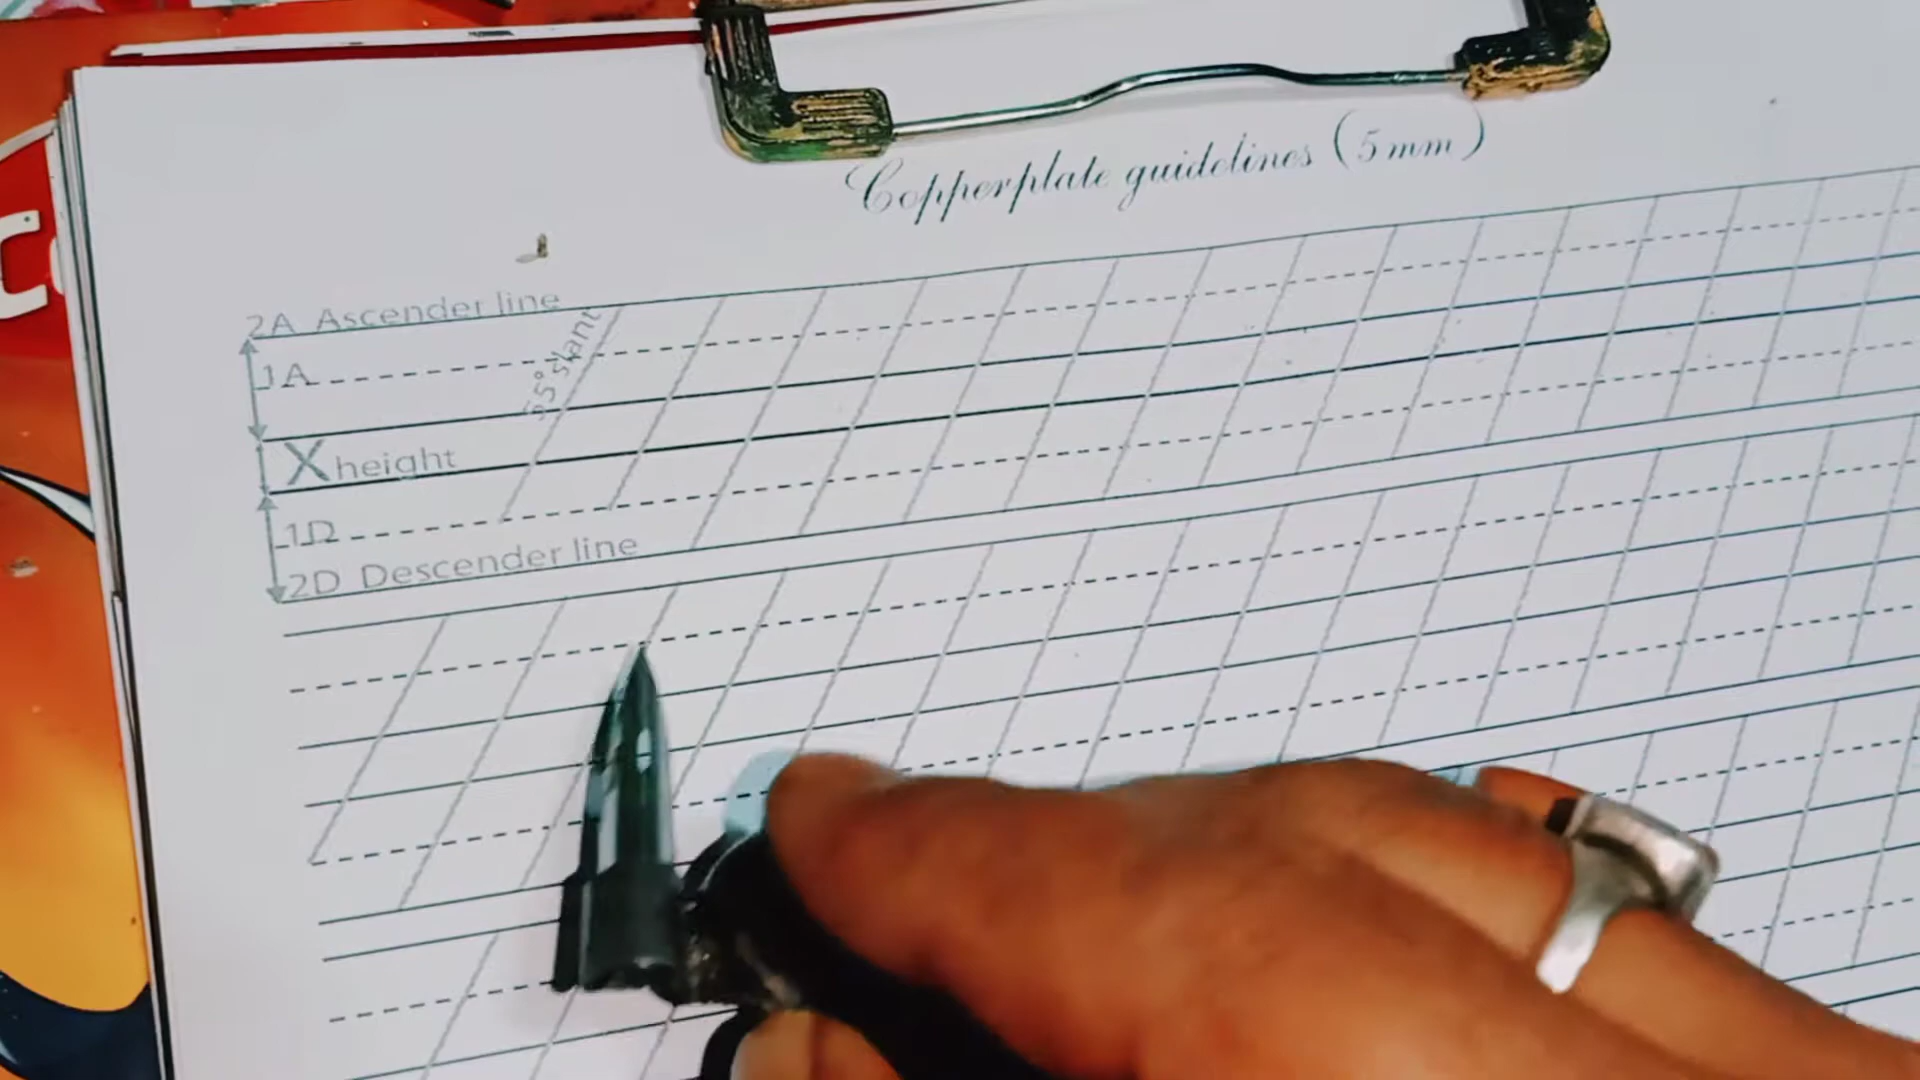 Copperplate guidelines (5mm)
2A Ascender line
1A
55° slant
X height
1D
2D Descender line
C